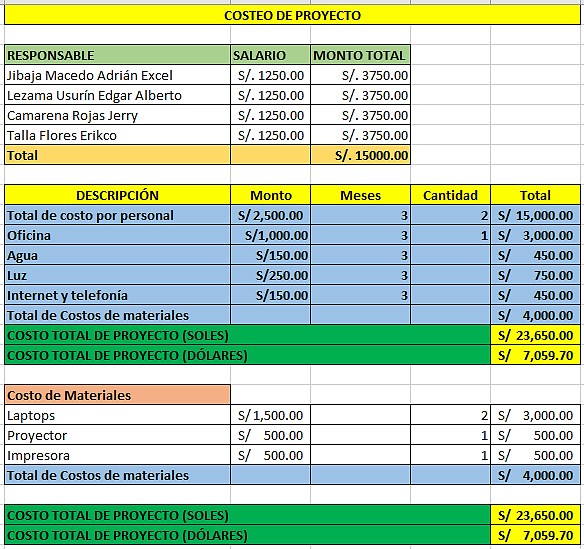 COSTEO DE PROYECTO
RESPONSABLE SALARIO MONTO TOTAL
Jibaja Macedo Adrián Excel S/. 1250.00 S/. 3750.00
Lezama Usurín Edgar Alberto S/. 1250.00 S/. 3750.00
Camarena Rojas Jerry S/. 1250.00 S/. 3750.00
Talla Flores Erikco S/. 1250.00 S/. 3750.00
Total S/. 15000.00
DESCRIPCIÓN Monto Meses Cantidad Total
Total de costo por personal S/ 2,500.00 3 2 S/ 15,000.00
Oficina S/1,000.00 3 1 S/ 3,000.00
Agua S/150.00 3 S/ 450.00
Luz S/250.00 3 S/ 750.00
Internet y telefonía S/150.00 3 S/ 450.00
Total de Costos de materiales S/ 4,000.00
COSTO TOTAL DE PROYECTO (SOLES) S/ 23,650.00
COSTO TOTAL DE PROYECTO (DÓLARES) S/ 7,059.70
Costo de Materiales
Laptops S/ 1,500.00 2 S/ 3,000.00
Proyector S/ 500.00 1 S/ 500.00
Impresora S/ 500.00 1 S/ 500.00
Total de Costos de materiales S/ 4,000.00
COSTO TOTAL DE PROYECTO (SOLES) S/ 23,650.00
COSTO TOTAL DE PROYECTO (DÓLARES) S/ 7,059.70